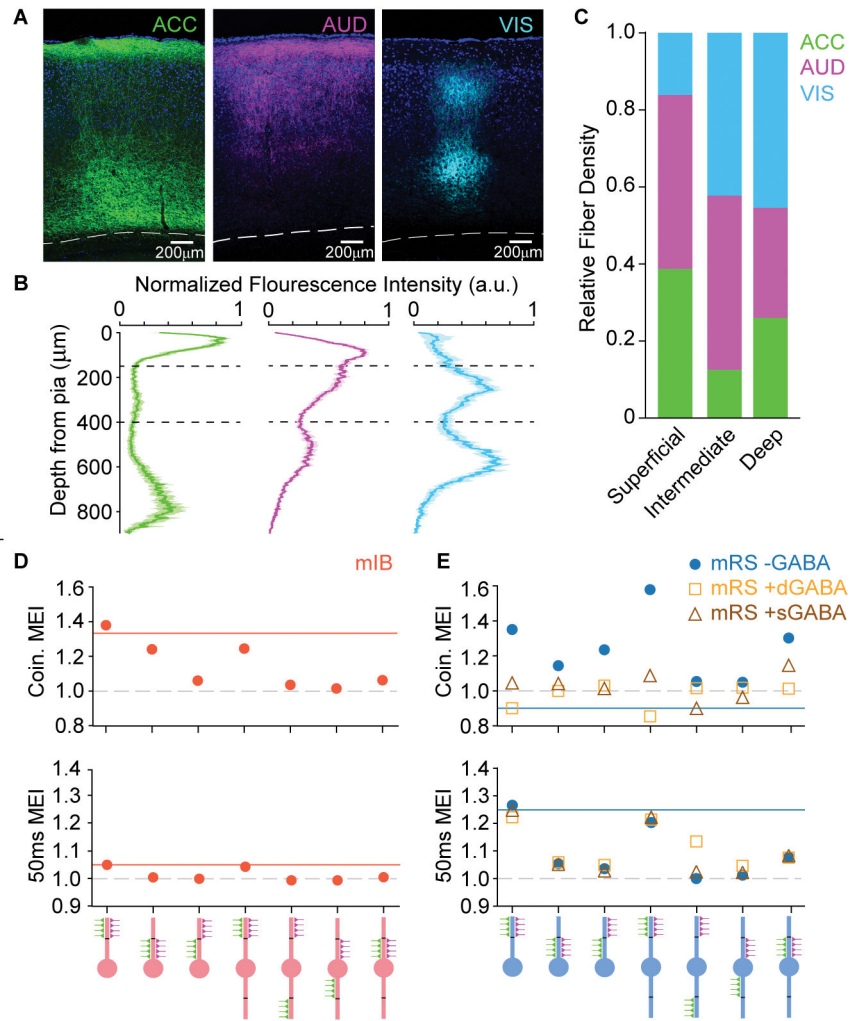 A
ACC
AUD
VIS
200μm
200μm
200μm
B
Normalized Flourescence Intensity (a.u.)
0
1
0
1
0
1
Depth from pia (μm)
0
200
400
600
800
C
ACC
AUD
VIS
Relative Fiber Density
1.0
0.8
0.6
0.4
0.2
0
Superficial
Intermediate
Deep
D
mIB
Coin. MEI
1.6
1.4
1.2
1.0
0.8
50ms MEI
1.4
1.3
1.2
1.1
1.0
0.9
E
mRS -GABA
mRS +dGABA
mRS +sGABA
Coin. MEI
1.6
1.4
1.2
1.0
0.8
50ms MEI
1.4
1.3
1.2
1.1
1.0
0.9